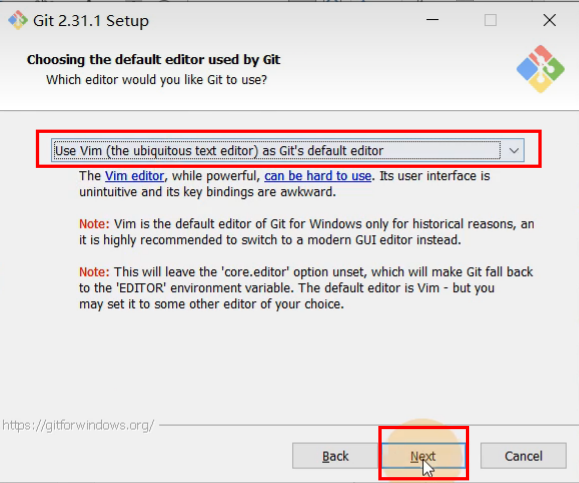 Git 2.31.1 Setup
Choosing the default editor used by Git
Which editor would you like Git to use?
Use Vim (the ubiquitous text editor) as Git's default editor
The Vim editor, while powerful, can be hard to use. Its user interface is
unintuitive and its key bindings are awkward.
Note: Vim is the default editor of Git for Windows only for historical reasons, an
it is highly recommended to switch to a modern GUI editor instead.
Note: This will leave the 'core.editor' option unset, which will make Git fall back
to the 'EDITOR' environment variable. The default editor is Vim - but you
may set it to some other editor of your choice.
https://gitforwindows.org/
Back Next Cancel